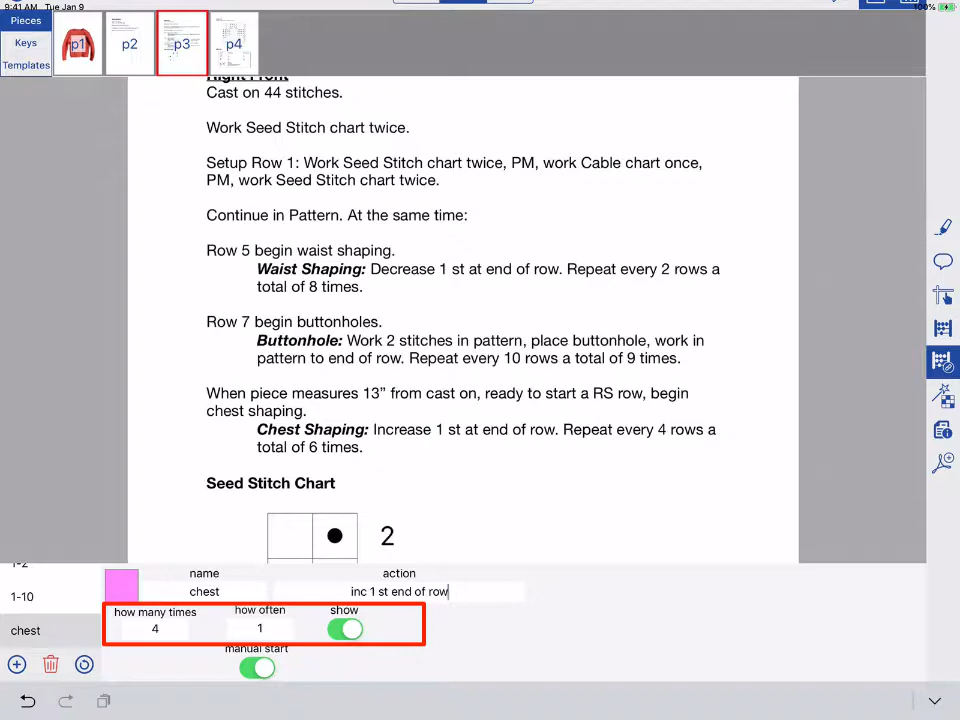 9:41 AM Tue Jan 9
100%
Pieces
Keys
Templates
p1
p2
p3
p4
Right Front
Cast on 44 stitches.
Work Seed Stitch chart twice.
Setup Row 1: Work Seed Stitch chart twice, PM, work Cable chart once,
PM, work Seed Stitch chart twice.
Continue in Pattern. At the same time:
Row 5 begin waist shaping.
Waist Shaping: Decrease 1 st at end of row. Repeat every 2 rows a
total of 8 times.
Row 7 begin buttonholes.
Buttonhole: Work 2 stitches in pattern, place buttonhole, work in
pattern to end of row. Repeat every 10 rows a total of 9 times.
When piece measures 13” from cast on, ready to start a RS row, begin
chest shaping.
Chest Shaping: Increase 1 st at end of row. Repeat every 4 rows a
total of 6 times.
Seed Stitch Chart
2
1-2
1-10
chest
name
action
chest
inc 1 st end of row
how many times
how often
show
4
1
manual start